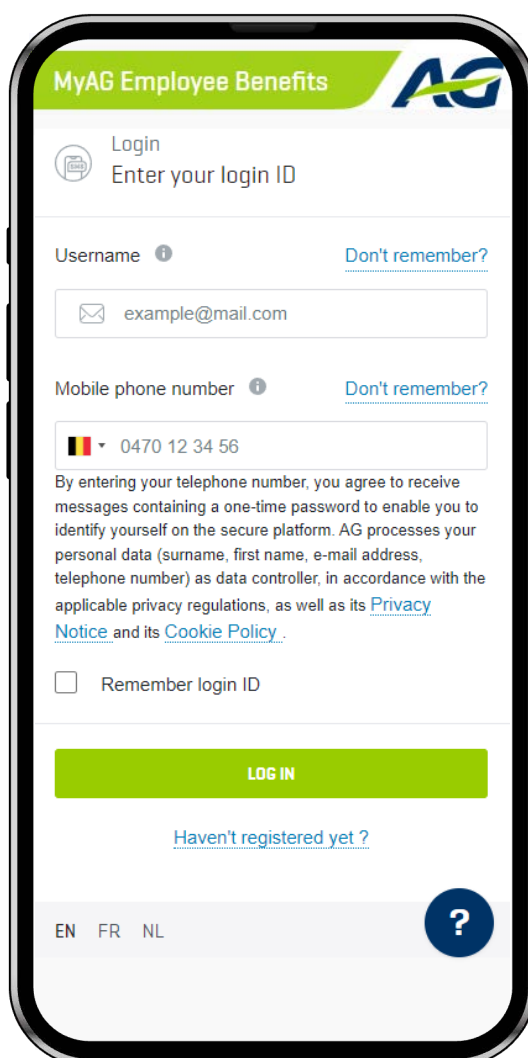 MyAG Employee Benefits
AG
Login
Enter your login ID
Username
Don't remember?
example@mail.com
Mobile phone number
Don't remember?
0470 12 34 56
By entering your telephone number, you agree to receive
messages containing a one-time password to enable you to
identify yourself on the secure platform. AG processes your
personal data (surname, first name, e-mail address,
telephone number) as data controller, in accordance with the
applicable privacy regulations, as well as its Privacy
Notice and its Cookie Policy .
Remember login ID
LOG IN
Haven't registered yet ?
EN FR NL
?